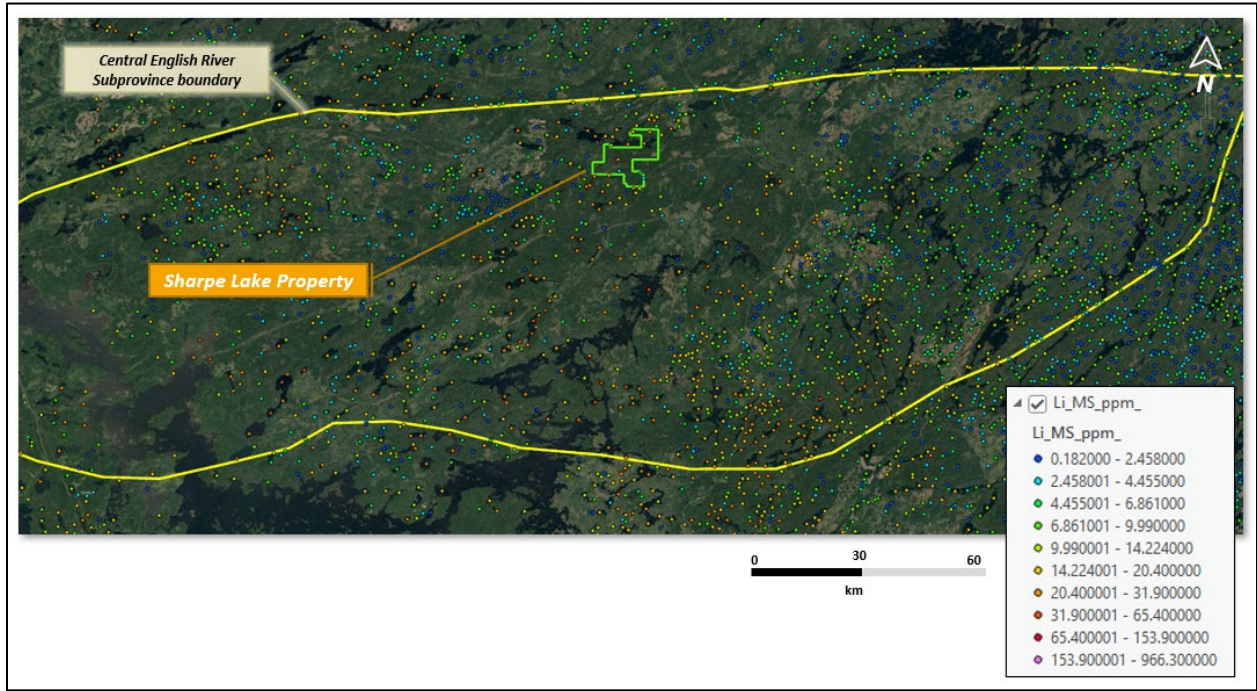 Central English River
Subprovince boundary
N
Sharpe Lake Property
Li_MS_ppm_
Li_MS_ppm_
0.182000 - 2.458000
2.458001 - 4.455000
4.455001 - 6.861000
6.861001 - 9.990000
9.990001 - 14.224000
14.224001 - 20.400000
20.400001 - 31.900000
31.900001 - 65.400000
65.400001 - 153.900000
153.900001 - 966.300000
0 30 60
km